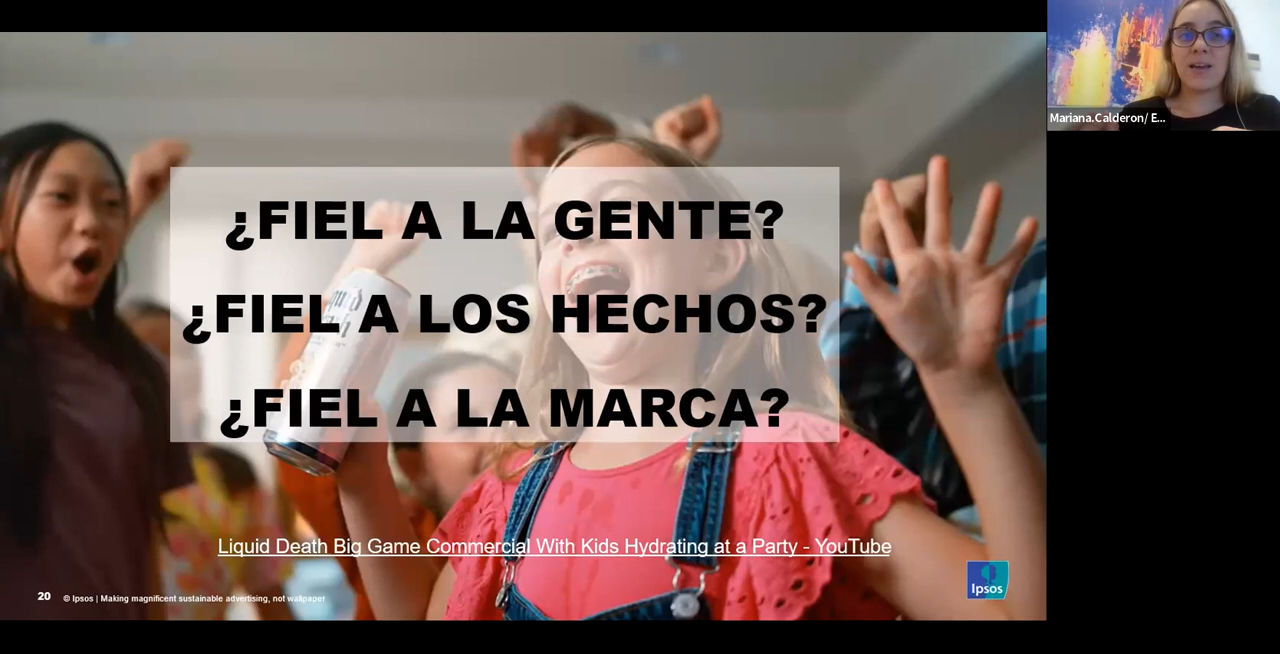 ¿FIEL A LA GENTE?
¿FIEL A LOS HECHOS?
¿FIEL A LA MARCA?
Liquid Death Big Game Commercial With Kids Hydrating at a Party - YouTube
20 © Ipsos | Making magnificent sustainable advertising, not wallpaper
Ipsos
Mariana.Calderon/ E...